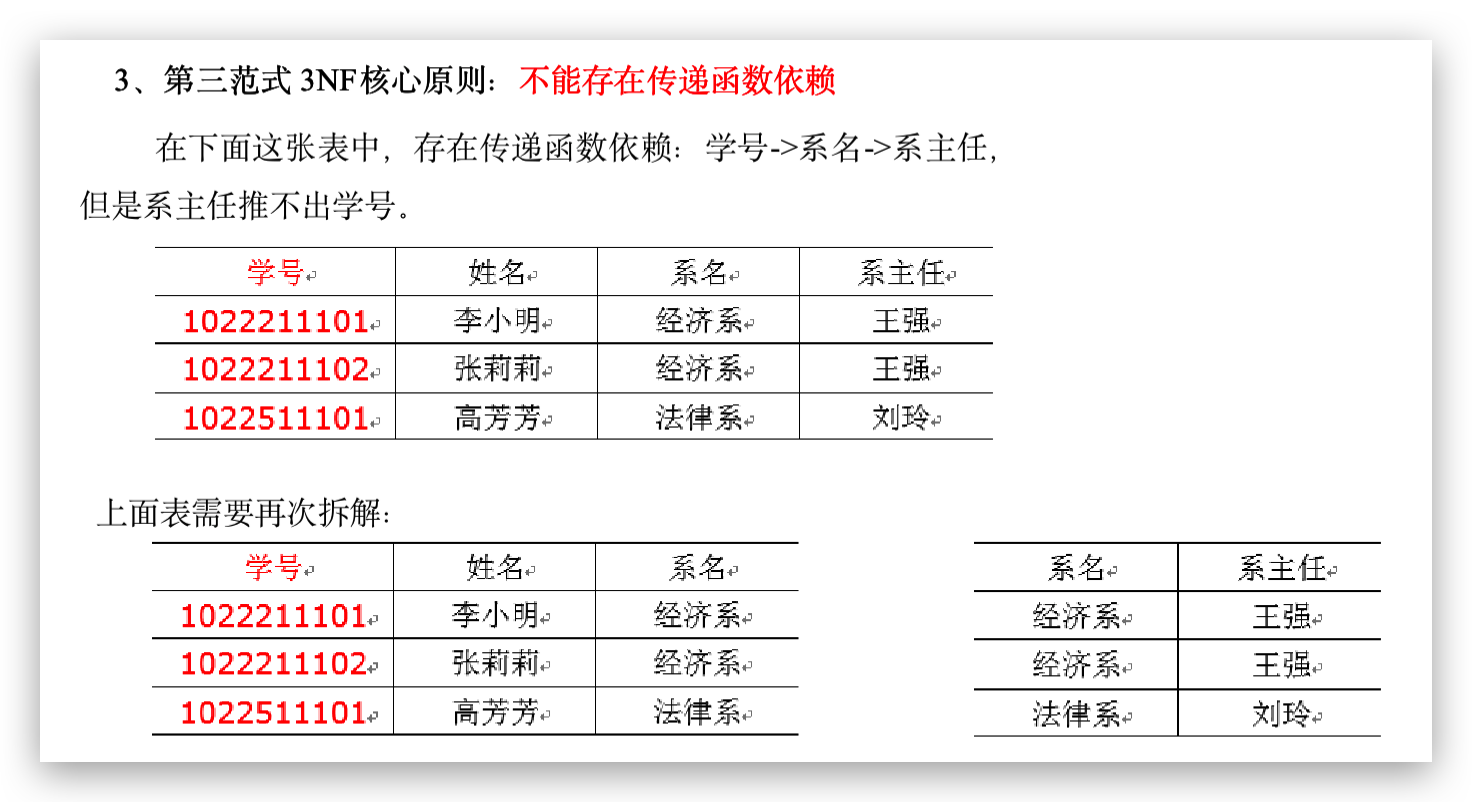 3、第三范式 3NF核心原则：不能存在传递函数依赖
在下面这张表中，存在传递函数依赖：学号->系名->系主任，
但是系主任推不出学号。
学号 姓名 系名 系主任
1022211101 李小明 经济系 王强
1022211102 张莉莉 经济系 王强
1022511101 高芳芳 法律系 刘玲
上面表需要再次拆解：
学号 姓名 系名
1022211101 李小明 经济系
1022211102 张莉莉 经济系
1022511101 高芳芳 法律系
系名 系主任
经济系 王强
经济系 王强
法律系 刘玲